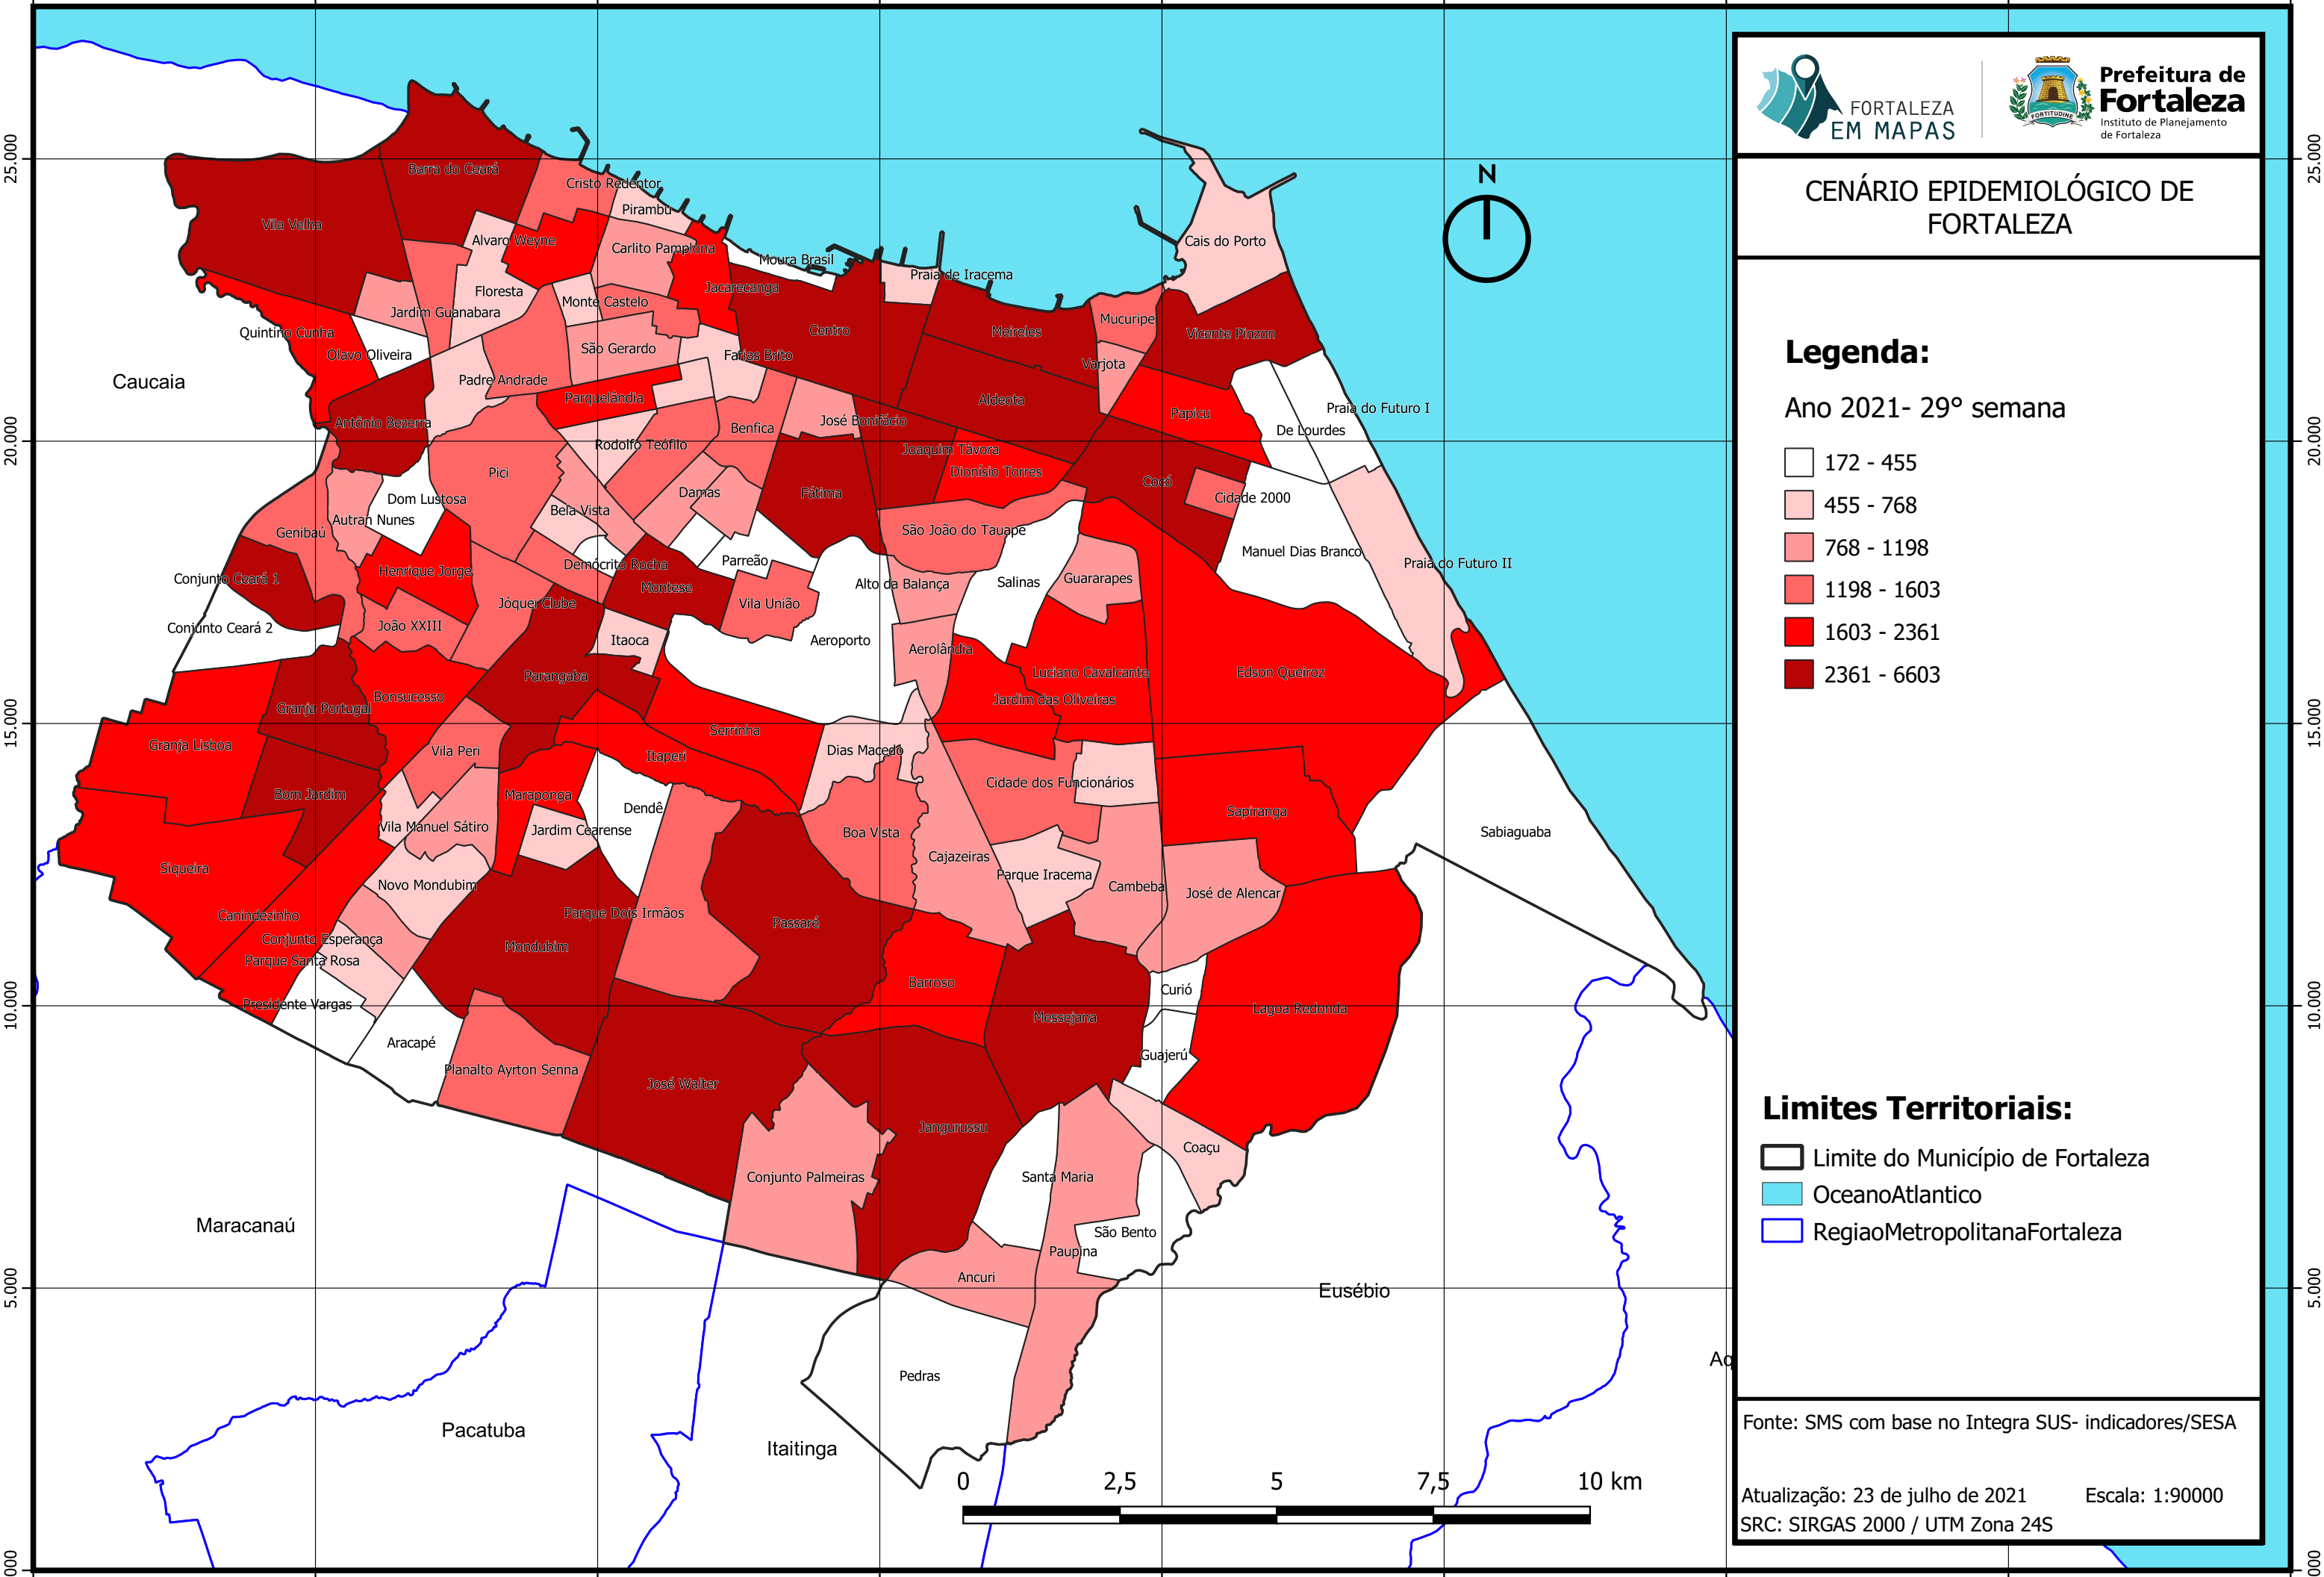 25.000
20.000
15.000
10.000
5.000
000
Barra do Ceará
Cristo Redentor
Pirambu
Vila Velha
Alvaro Weyne
Carlito Pamplona
Cais do Porto
Moura Brasil
Praia de Iracema
Floresta
Jacarecanga
Monte Castelo
Jardim Guanabara
Mucuripe
Quintino Cunha
Centro
Meireles
Vicente Pinzon
São Gerardo
Olavo Oliveira
Farias Brito
Varjota
Caucaia
Padre Andrade
Parquelândia
Aldeota
Praia do Futuro I
Papicu
Antônio Bezerra
José Bonifácio
Benfica
De Lourdes
Rodolfo Teófilo
Joaquim Távora
Pici
Dionísio Torres
Cocó
Damas
Fátima
Cidade 2000
Dom Lustosa
Bela Vista
Autran Nunes
Genibaú
São João do Tauape
Manuel Dias Branco
Demócrito Rocha
Parreão
Praia do Futuro II
Conjunto Ceará 1
Henrique Jorge
Montese
Alto da Balança
Salinas
Guararapes
Jóquei Clube
Vila União
Conjunto Ceará 2
João XXIII
Itaoca
Aeroporto
Aerolândia
Parangaba
Luciano Cavalcante
Edson Queiroz
Bonsucesso
Jardim das Oliveiras
Granja Portugal
Serrinha
Granja Lisboa
Vila Peri
Dias Macedo
Itaperi
Cidade dos Funcionários
Bom Jardim
Maraponga
Dendê
Sapiranga
Vila Manuel Sátiro
Jardim Cearense
Boa Vista
Sabiaguaba
Cajazeiras
Siqueira
Parque Iracema
Novo Mondubim
Cambeba
José de Alencar
Canindezinho
Parque Dois Irmãos
Passaré
Conjunto Esperança
Mondubim
Parque Santa Rosa
Barroso
Curió
Presidente Vargas
Messejana
Lagoa Redonda
Aracapé
Guajerú
Planalto Ayrton Senna
José Walter
Jangurussu
Coaçu
Conjunto Palmeiras
Santa Maria
Maracanaú
São Bento
Paupina
Ancuri
Eusébio
Pedras
Aq
Pacatuba
Itaitinga
N
0 2,5 5 7,5 10 km
FORTALEZA
EM MAPAS
FORTITUDINE
Prefeitura de
Fortaleza
Instituto de Planejamento
de Fortaleza
CENÁRIO EPIDEMIOLÓGICO DE
FORTALEZA
Legenda:
Ano 2021- 29° semana
172 - 455
455 - 768
768 - 1198
1198 - 1603
1603 - 2361
2361 - 6603
Limites Territoriais:
Limite do Município de Fortaleza
OceanoAtlantico
RegiaoMetropolitanaFortaleza
Fonte: SMS com base no Integra SUS- indicadores/SESA
Atualização: 23 de julho de 2021 Escala: 1:90000
SRC: SIRGAS 2000 / UTM Zona 24S
25.000
20.000
15.000
10.000
5.000
000